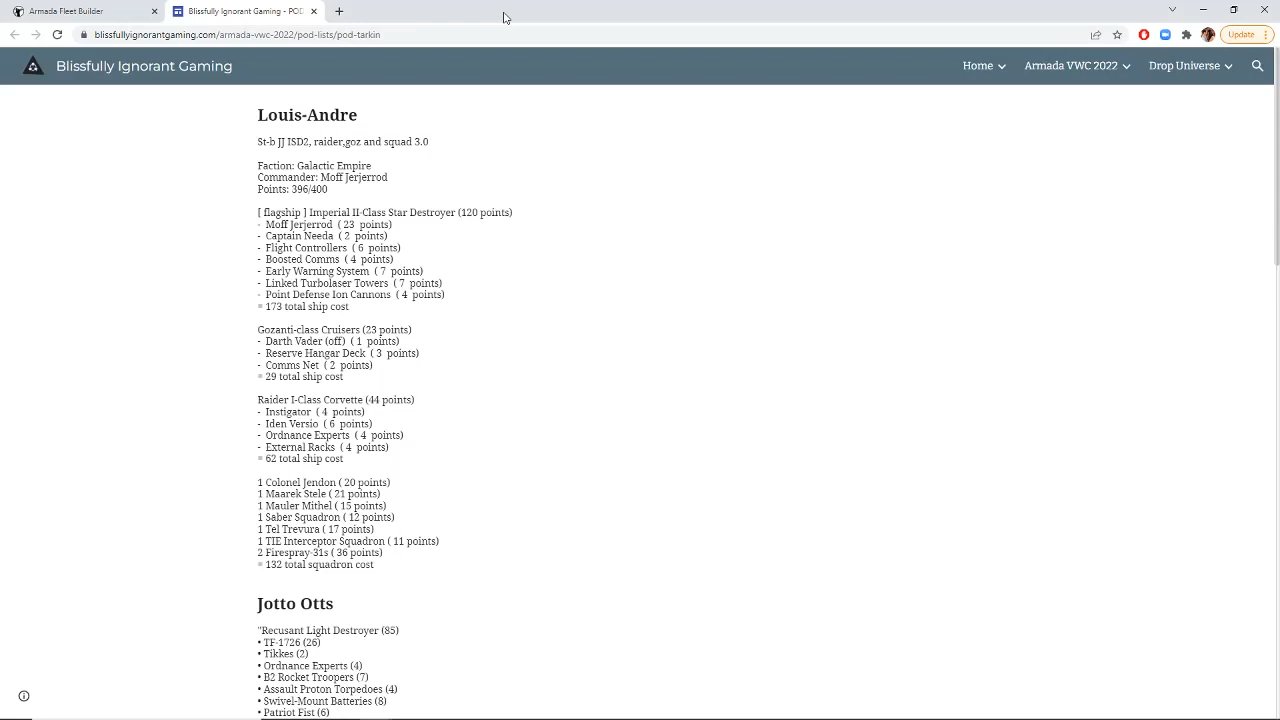 Armada Fleet Builder
Blissfully Ignorant Gaming - POD
blissfullyignorantgaming.com/armada-vwc-2022/pod-lists/pod-tarkin
Update
Blissfully Ignorant Gaming
Home
Armada VWC 2022
Drop Universe
Louis-Andre
St-b JJ ISD2, raider,goz and squad 3.0
Faction: Galactic Empire
Commander: Moff Jerjerrod
Points: 396/400
[ flagship ] Imperial II-Class Star Destroyer (120 points)
- Moff Jerjerrod ( 23 points)
- Captain Needa ( 2 points)
- Flight Controllers ( 6 points)
- Boosted Comms ( 4 points)
- Early Warning System ( 7 points)
- Linked Turbolaser Towers ( 7 points)
- Point Defense Ion Cannons ( 4 points)
= 173 total ship cost
Gozanti-class Cruisers (23 points)
- Darth Vader (off) ( 1 points)
- Reserve Hangar Deck ( 3 points)
- Comms Net ( 2 points)
= 29 total ship cost
Raider I-Class Corvette (44 points)
- Instigator ( 4 points)
- Iden Versio ( 6 points)
- Ordnance Experts ( 4 points)
- External Racks ( 4 points)
= 62 total ship cost
1 Colonel Jendon ( 20 points)
1 Maarek Stele ( 21 points)
1 Mauler Mithel ( 15 points)
1 Saber Squadron ( 12 points)
1 Tel Trevura ( 17 points)
1 TIE Interceptor Squadron ( 11 points)
2 Firespray-31s ( 36 points)
= 132 total squadron cost
Jotto Otts
"Recusant Light Destroyer (85)
• TF-1726 (26)
• Tikkes (2)
• Ordnance Experts (4)
• B2 Rocket Troopers (7)
• Assault Proton Torpedoes (4)
• Swivel-Mount Batteries (8)
• Patriot Fist (6)